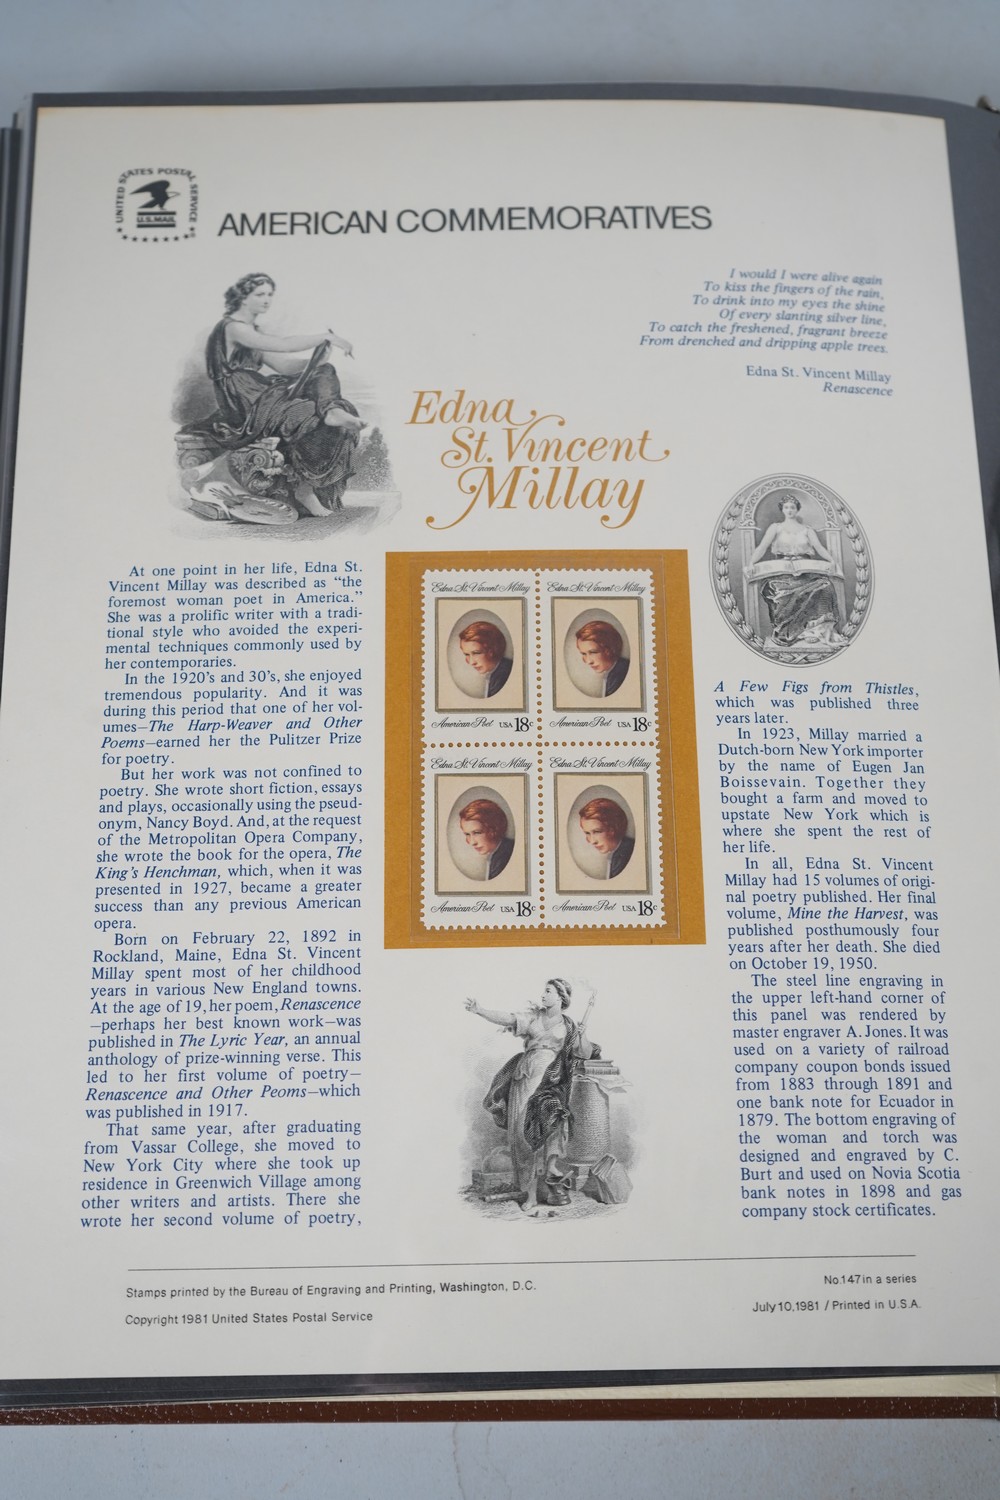 UNITED STATES POSTAL SERVICE
U.S.MAIL
AMERICAN COMMEMORATIVES
I would I were alive again
To kiss the fingers of the rain,
To drink into my eyes the shine
Of every slanting silver line,
To catch the freshened, fragrant breeze
From drenched and dripping apple trees.
Edna St. Vincent Millay
Renascence
Edna
St. Vincent
Millay
At one point in her life, Edna St.
Vincent Millay was described as "the
foremost woman poet in America."
She was a prolific writer with a tradi-
tional style who avoided the experi-
mental techniques commonly used by
her contemporaries.
In the 1920's and 30's, she enjoyed
tremendous popularity. And it was
during this period that one of her vol-
umes—The Harp-Weaver and Other
Poems—earned her the Pulitzer Prize
for poetry.
But her work was not confined to
poetry. She wrote short fiction, essays
and plays, occasionally using the pseud-
onym, Nancy Boyd. And, at the request
of the Metropolitan Opera Company,
she wrote the book for the opera, The
King's Henchman, which, when it was
presented in 1927, became a greater
success than any previous American
opera.
Born on February 22, 1892 in
Rockland, Maine, Edna St. Vincent
Millay spent most of her childhood
years in various New England towns.
At the age of 19, her poem, Renascence
—perhaps her best known work—was
published in The Lyric Year, an annual
anthology of prize-winning verse. This
led to her first volume of poetry—
Renascence and Other Peoms—which
was published in 1917.
That same year, after graduating
from Vassar College, she moved to
New York City where she took up
residence in Greenwich Village among
other writers and artists. There she
wrote her second volume of poetry,
Edna St. Vincent Millay
American Poet USA 18c
Edna St. Vincent Millay
American Poet USA 18c
Edna St. Vincent Millay
American Poet USA 18c
Edna St. Vincent Millay
American Poet USA 18c
A Few Figs from Thistles,
which was published three
years later.
In 1923, Millay married a
Dutch-born New York importer
by the name of Eugen Jan
Boissevain. Together they
bought a farm and moved to
upstate New York which is
where she spent the rest of
her life.
In all, Edna St. Vincent
Millay had 15 volumes of origi-
nal poetry published. Her final
volume, Mine the Harvest, was
published posthumously four
years after her death. She died
on October 19, 1950.
The steel line engraving in
the upper left-hand corner of
this panel was rendered by
master engraver A. Jones. It was
used on a variety of railroad
company coupon bonds issued
from 1883 through 1891 and
one bank note for Ecuador in
1879. The bottom engraving of
the woman and torch was
designed and engraved by C.
Burt and used on Novia Scotia
bank notes in 1898 and gas
company stock certificates.
Stamps printed by the Bureau of Engraving and Printing, Washington, D.C.
Copyright 1981 United States Postal Service
No.147 in a series
July 10, 1981 / Printed in U.S.A.